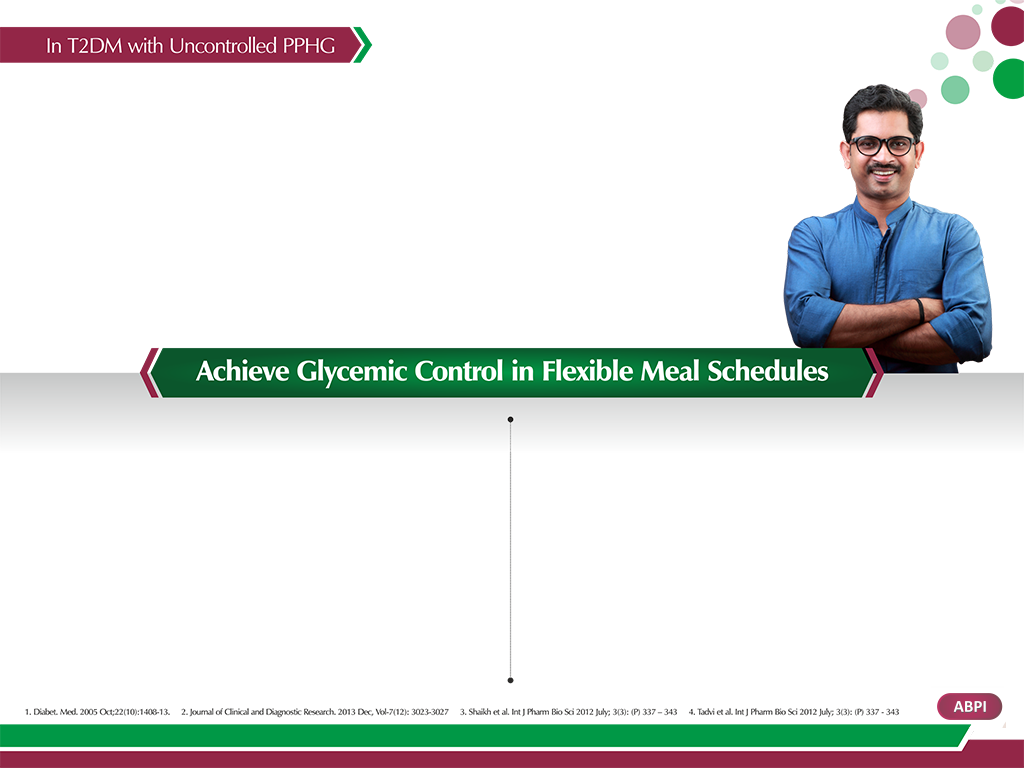 In T2DM with Uncontrolled PPHG
Achieve Glycemic Control in Flexible Meal Schedules
1. Diabet. Med. 2005 Oct;22(10):1408-13. 2. Journal of Clinical and Diagnostic Research. 2013 Dec, Vol-7(12): 3023-3027 3. Shaikh et al. Int J Pharm Bio Sci 2012 July; 3(3): (P) 337 – 343 4. Tadvi et al. Int J Pharm Bio Sci 2012 July; 3(3): (P) 337 - 343
ABPI